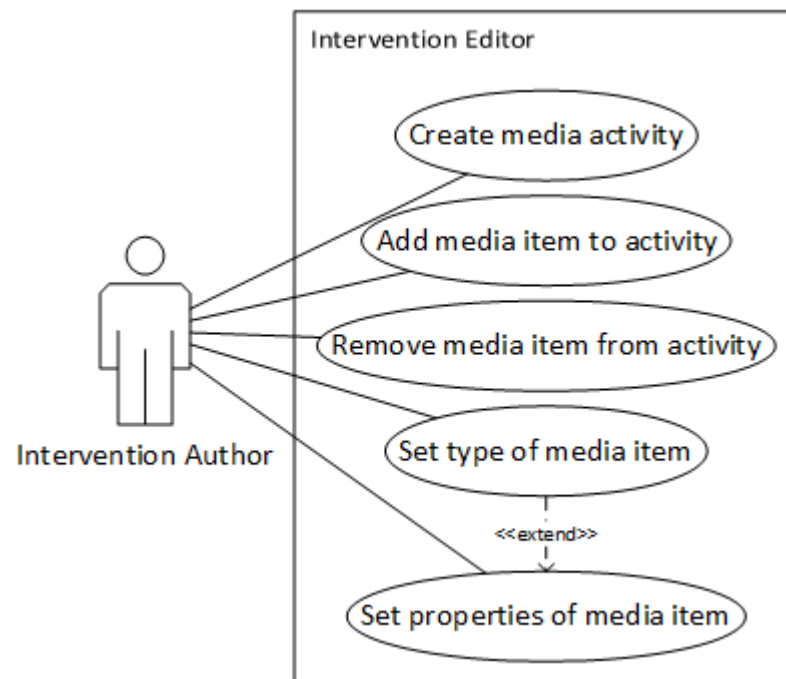 Intervention Editor
Create media activity
Add media item to activity
Remove media item from activity
Set type of media item
Intervention Author
<<extend>>
Set properties of media item